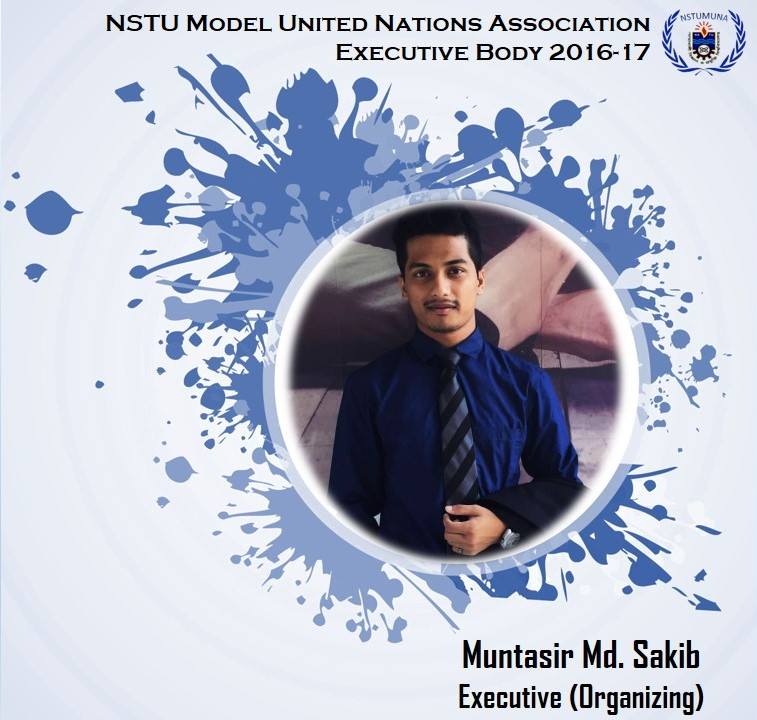 NSTU Model United Nations Association
Executive Body 2016-17
NSTUMUNA
Muntasir Md. Sakib
Executive (Organizing)